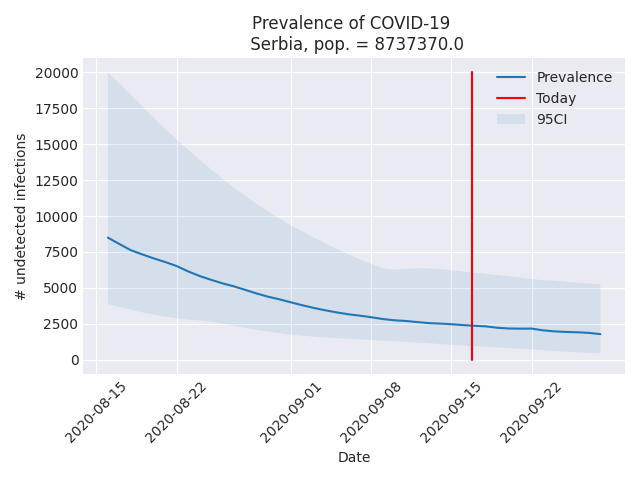 Prevalence of COVID-19
Serbia, pop. = 8737370.0
20000
17500
15000
12500
10000
7500
5000
2500
0
# undetected infections
Prevalence
Today
95CI
2020-08-15
2020-08-22
2020-09-01
2020-09-08
2020-09-15
2020-09-22
Date